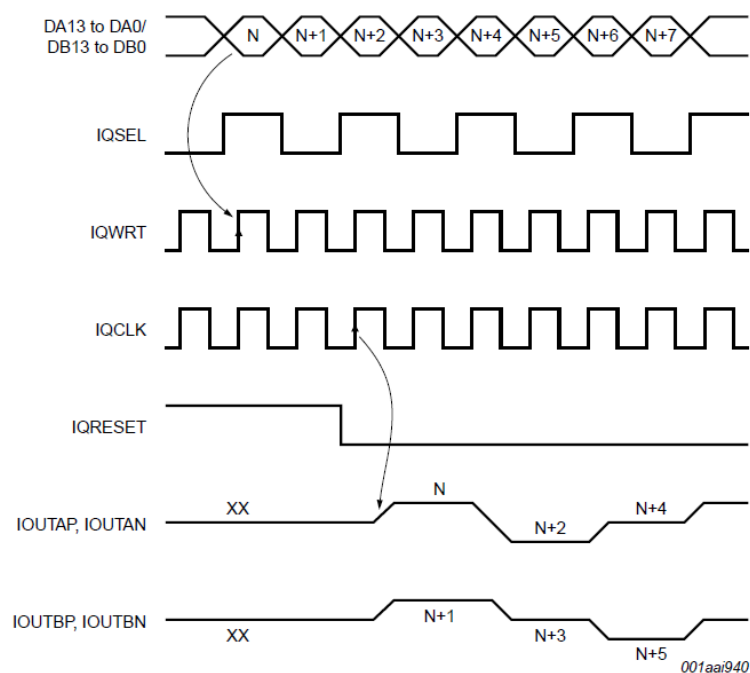 DA13 to DA0/
DB13 to DB0
N N+1 N+2 N+3 N+4 N+5 N+6 N+7
IQSEL
IQWRT
IQCLK
IQRESET
IOUTAP, IOUTAN
XX N N+2 N+4
IOUTBP, IOUTBN
XX N+1 N+3 N+5
001aai940